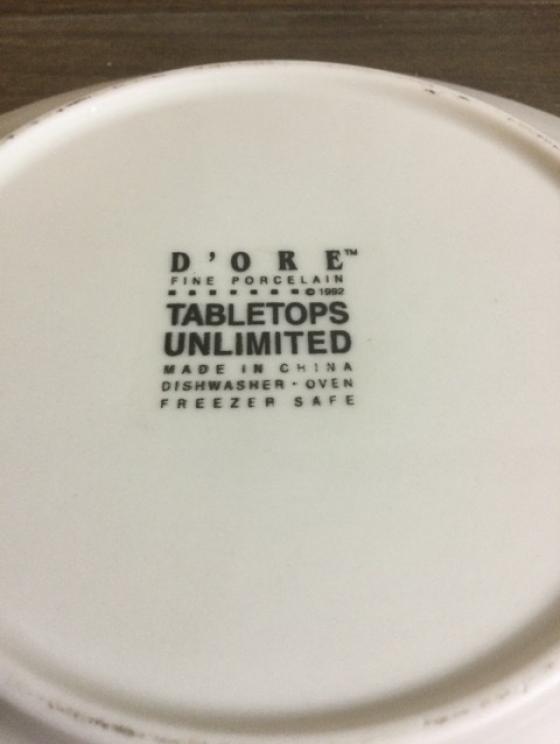 D'ORE™
FINE PORCELAIN
©1992
TABLETOPS
UNLIMITED
MADE IN CHINA
DISHWASHER · OVEN
FREEZER SAFE